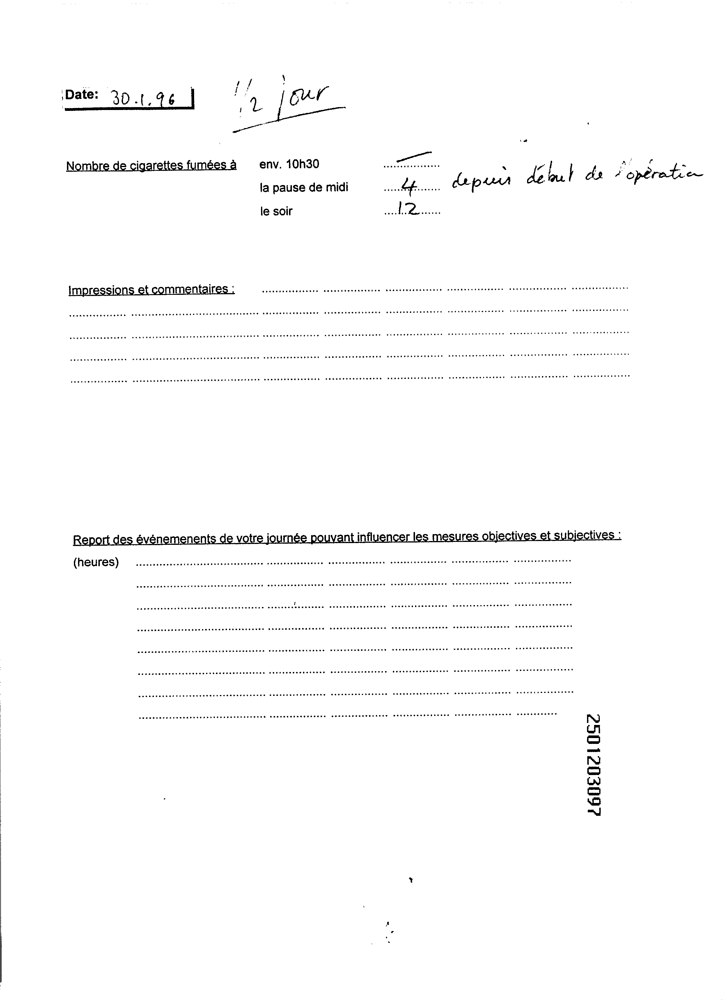 Date: 30.1.96 1/2 jour
Nombre de cigarettes fumées à env. 10h30 —
la pause de midi 4 depuis début de l'opération
le soir 12
Impressions et commentaires :
Report des événemenents de votre journée pouvant influencer les mesures objectives et subjectives :
(heures)
2501203097